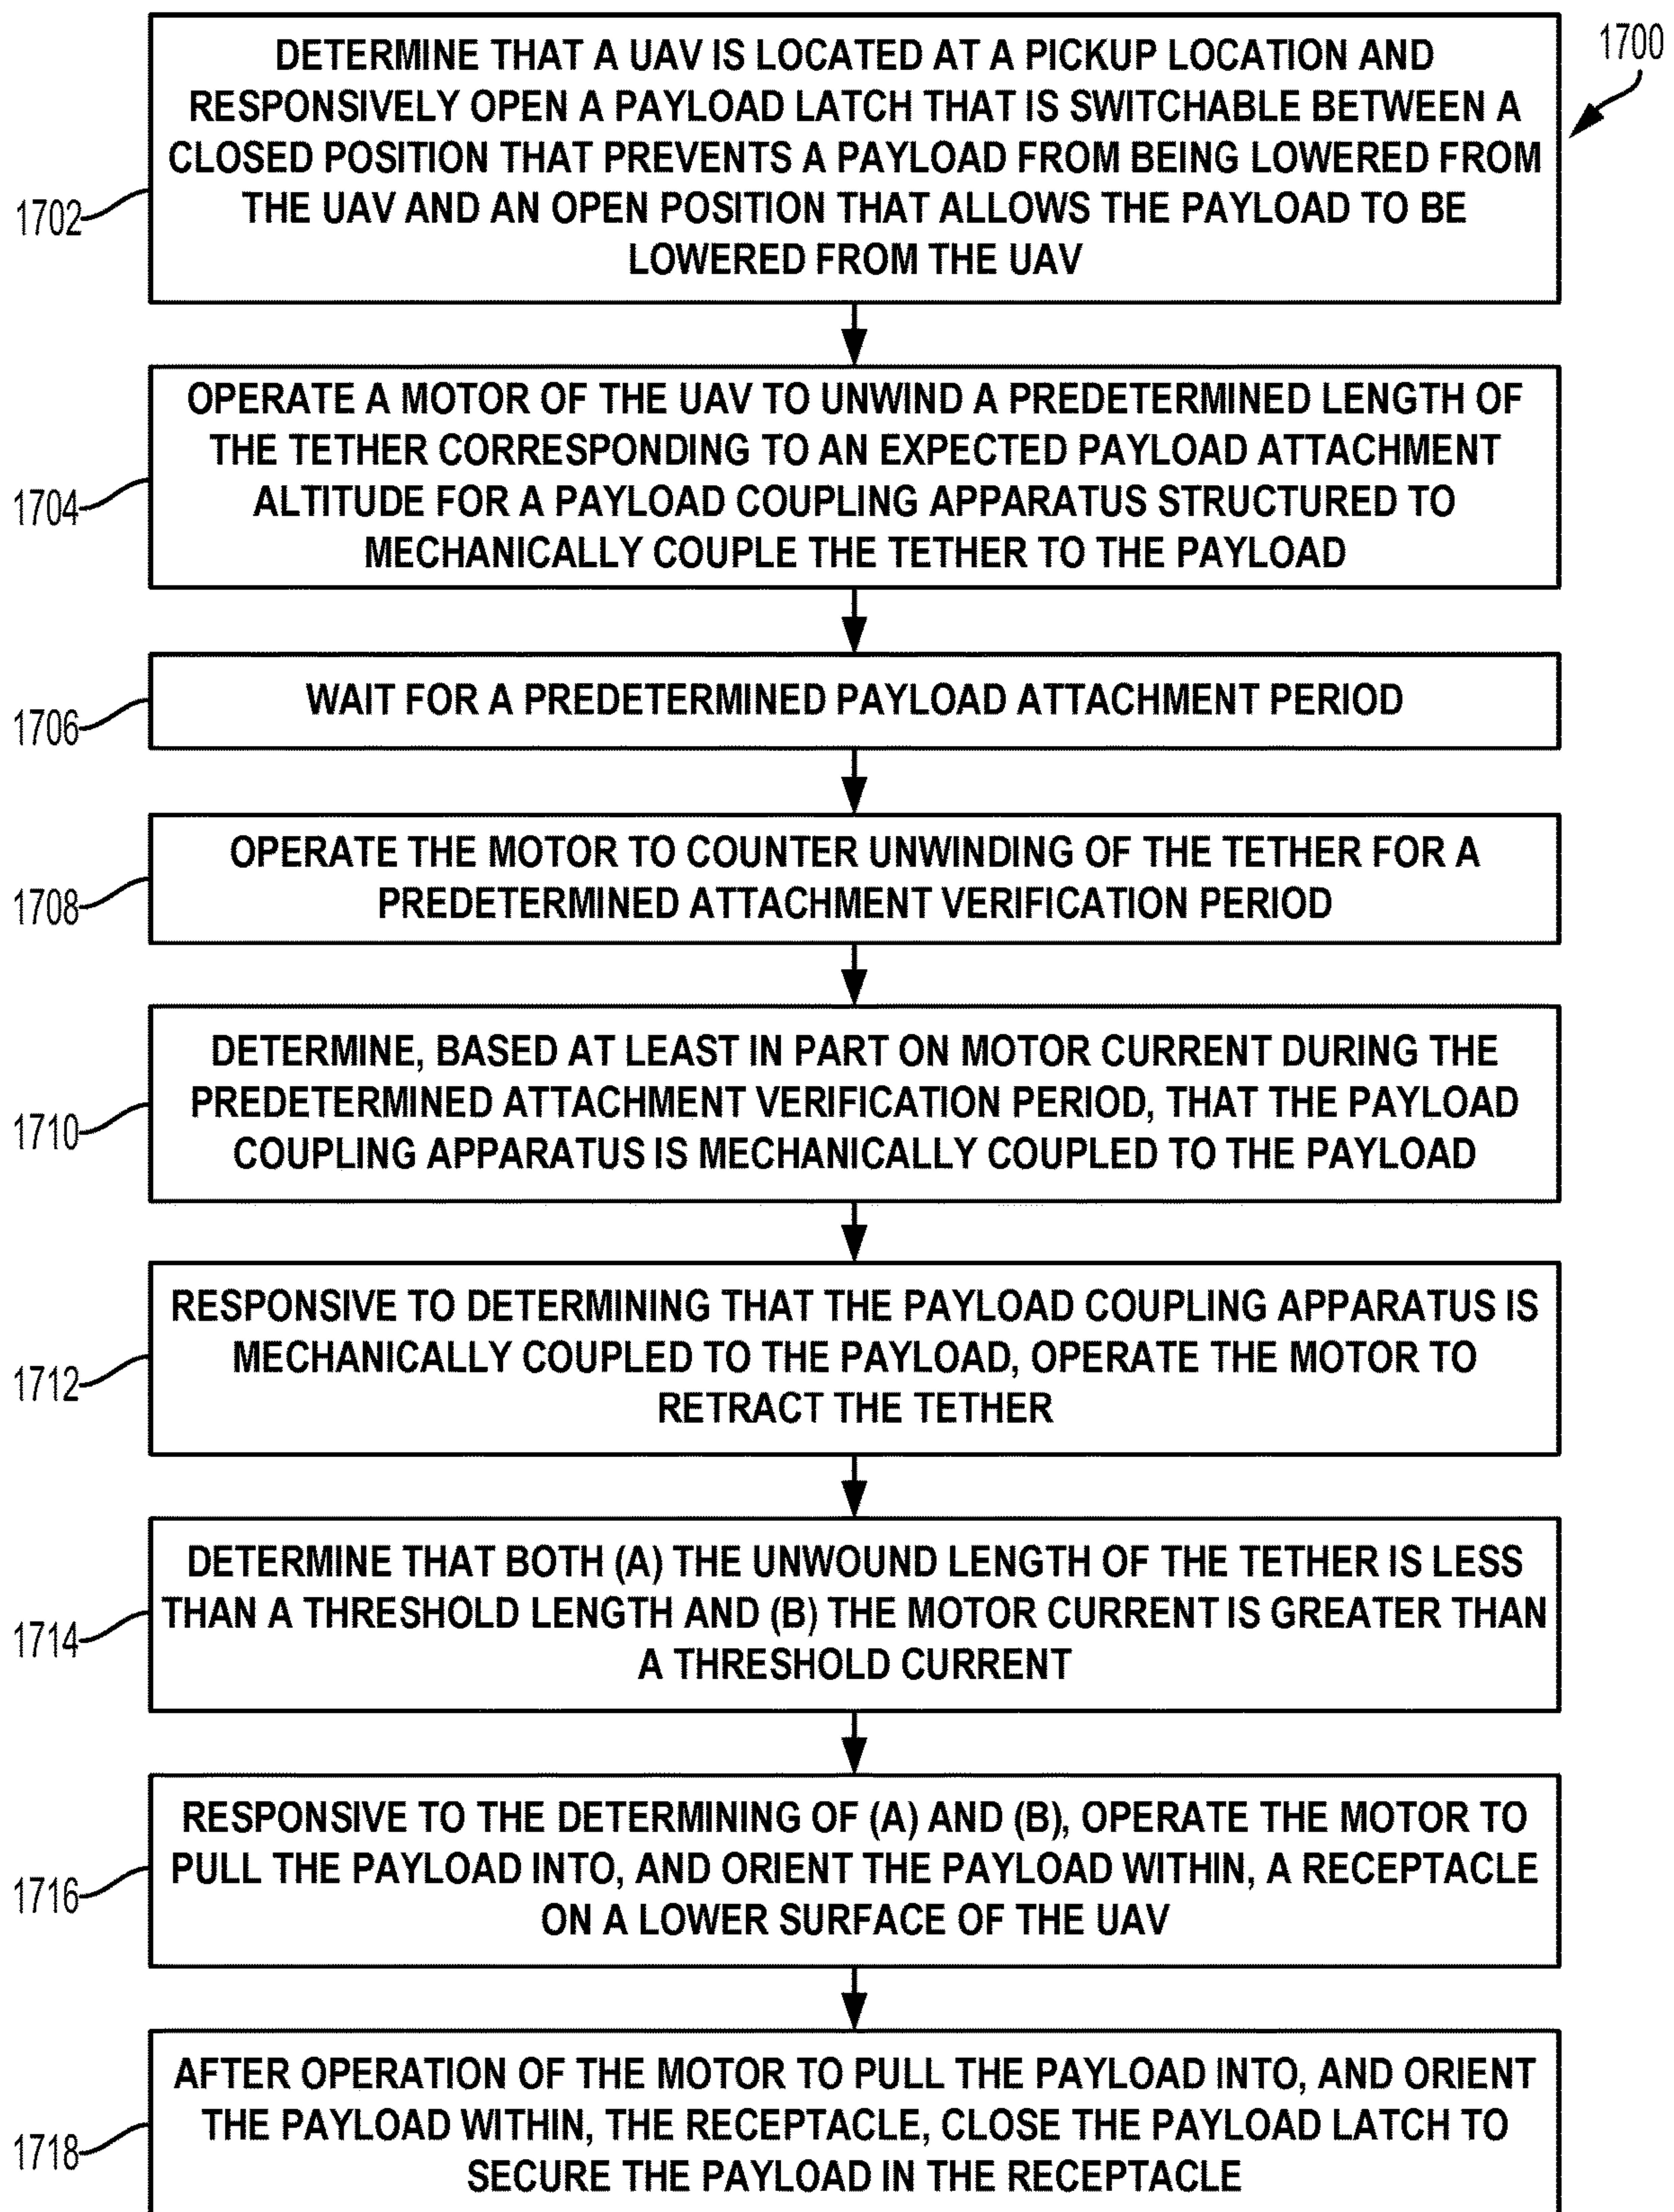 1700
DETERMINE THAT A UAV IS LOCATED AT A PICKUP LOCATION AND
RESPONSIVELY OPEN A PAYLOAD LATCH THAT IS SWITCHABLE BETWEEN A
CLOSED POSITION THAT PREVENTS A PAYLOAD FROM BEING LOWERED FROM
THE UAV AND AN OPEN POSITION THAT ALLOWS THE PAYLOAD TO BE
LOWERED FROM THE UAV
1702
OPERATE A MOTOR OF THE UAV TO UNWIND A PREDETERMINED LENGTH OF
THE TETHER CORRESPONDING TO AN EXPECTED PAYLOAD ATTACHMENT
ALTITUDE FOR A PAYLOAD COUPLING APPARATUS STRUCTURED TO
MECHANICALLY COUPLE THE TETHER TO THE PAYLOAD
1704
WAIT FOR A PREDETERMINED PAYLOAD ATTACHMENT PERIOD
1706
OPERATE THE MOTOR TO COUNTER UNWINDING OF THE TETHER FOR A
PREDETERMINED ATTACHMENT VERIFICATION PERIOD
1708
DETERMINE, BASED AT LEAST IN PART ON MOTOR CURRENT DURING THE
PREDETERMINED ATTACHMENT VERIFICATION PERIOD, THAT THE PAYLOAD
COUPLING APPARATUS IS MECHANICALLY COUPLED TO THE PAYLOAD
1710
RESPONSIVE TO DETERMINING THAT THE PAYLOAD COUPLING APPARATUS IS
MECHANICALLY COUPLED TO THE PAYLOAD, OPERATE THE MOTOR TO
RETRACT THE TETHER
1712
DETERMINE THAT BOTH (A) THE UNWOUND LENGTH OF THE TETHER IS LESS
THAN A THRESHOLD LENGTH AND (B) THE MOTOR CURRENT IS GREATER THAN
A THRESHOLD CURRENT
1714
RESPONSIVE TO THE DETERMINING OF (A) AND (B), OPERATE THE MOTOR TO
PULL THE PAYLOAD INTO, AND ORIENT THE PAYLOAD WITHIN, A RECEPTACLE
ON A LOWER SURFACE OF THE UAV
1716
AFTER OPERATION OF THE MOTOR TO PULL THE PAYLOAD INTO, AND ORIENT
THE PAYLOAD WITHIN, THE RECEPTACLE, CLOSE THE PAYLOAD LATCH TO
SECURE THE PAYLOAD IN THE RECEPTACLE
1718